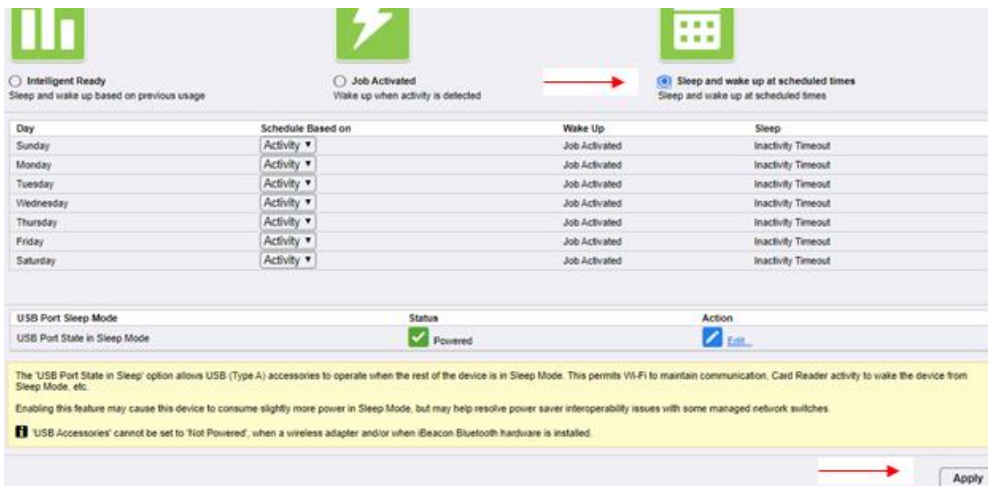 Intelligent Ready
Sleep and wake up based on previous usage
Job Activated
Wake up when activity is detected
Sleep and wake up at scheduled times
Sleep and wake up at scheduled times
Day Schedule Based on Wake Up Sleep
Sunday Activity Job Activated Inactivity Timeout
Monday Activity Job Activated Inactivity Timeout
Tuesday Activity Job Activated Inactivity Timeout
Wednesday Activity Job Activated Inactivity Timeout
Thursday Activity Job Activated Inactivity Timeout
Friday Activity Job Activated Inactivity Timeout
Saturday Activity Job Activated Inactivity Timeout
USB Port Sleep Mode Status Action
USB Port State in Sleep Mode Powered Edit...
The 'USB Port State in Sleep' option allows USB (Type A) accessories to operate when the rest of the device is in Sleep Mode. This permits Wi-Fi to maintain communication, Card Reader activity to wake the device from
Sleep Mode, etc.
Enabling this feature may cause this device to consume slightly more power in Sleep Mode, but may help resolve power saver interoperability issues with some managed network switches.
'USB Accessories' cannot be set to 'Not Powered', when a wireless adapter and/or when iBeacon Bluetooth hardware is installed.
Apply